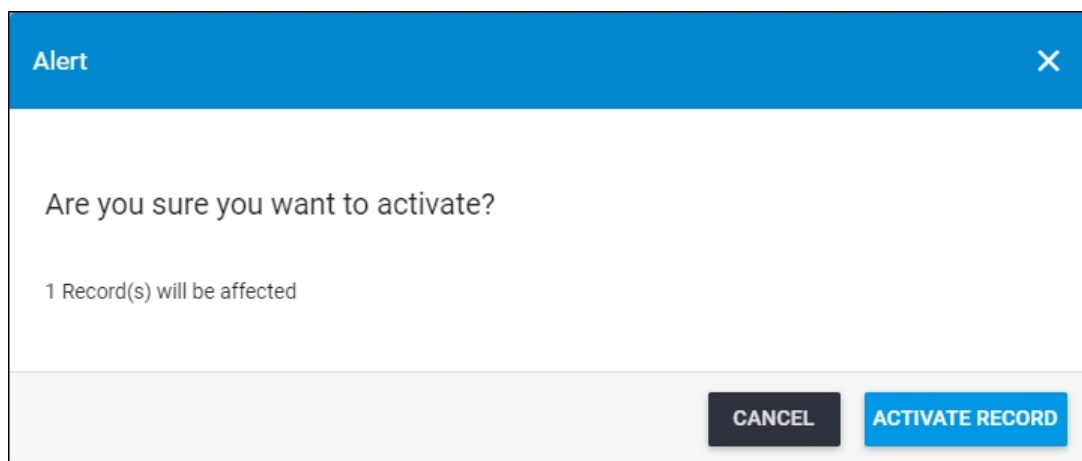 Alert
Are you sure you want to activate?
1 Record(s) will be affected
CANCEL ACTIVATE RECORD